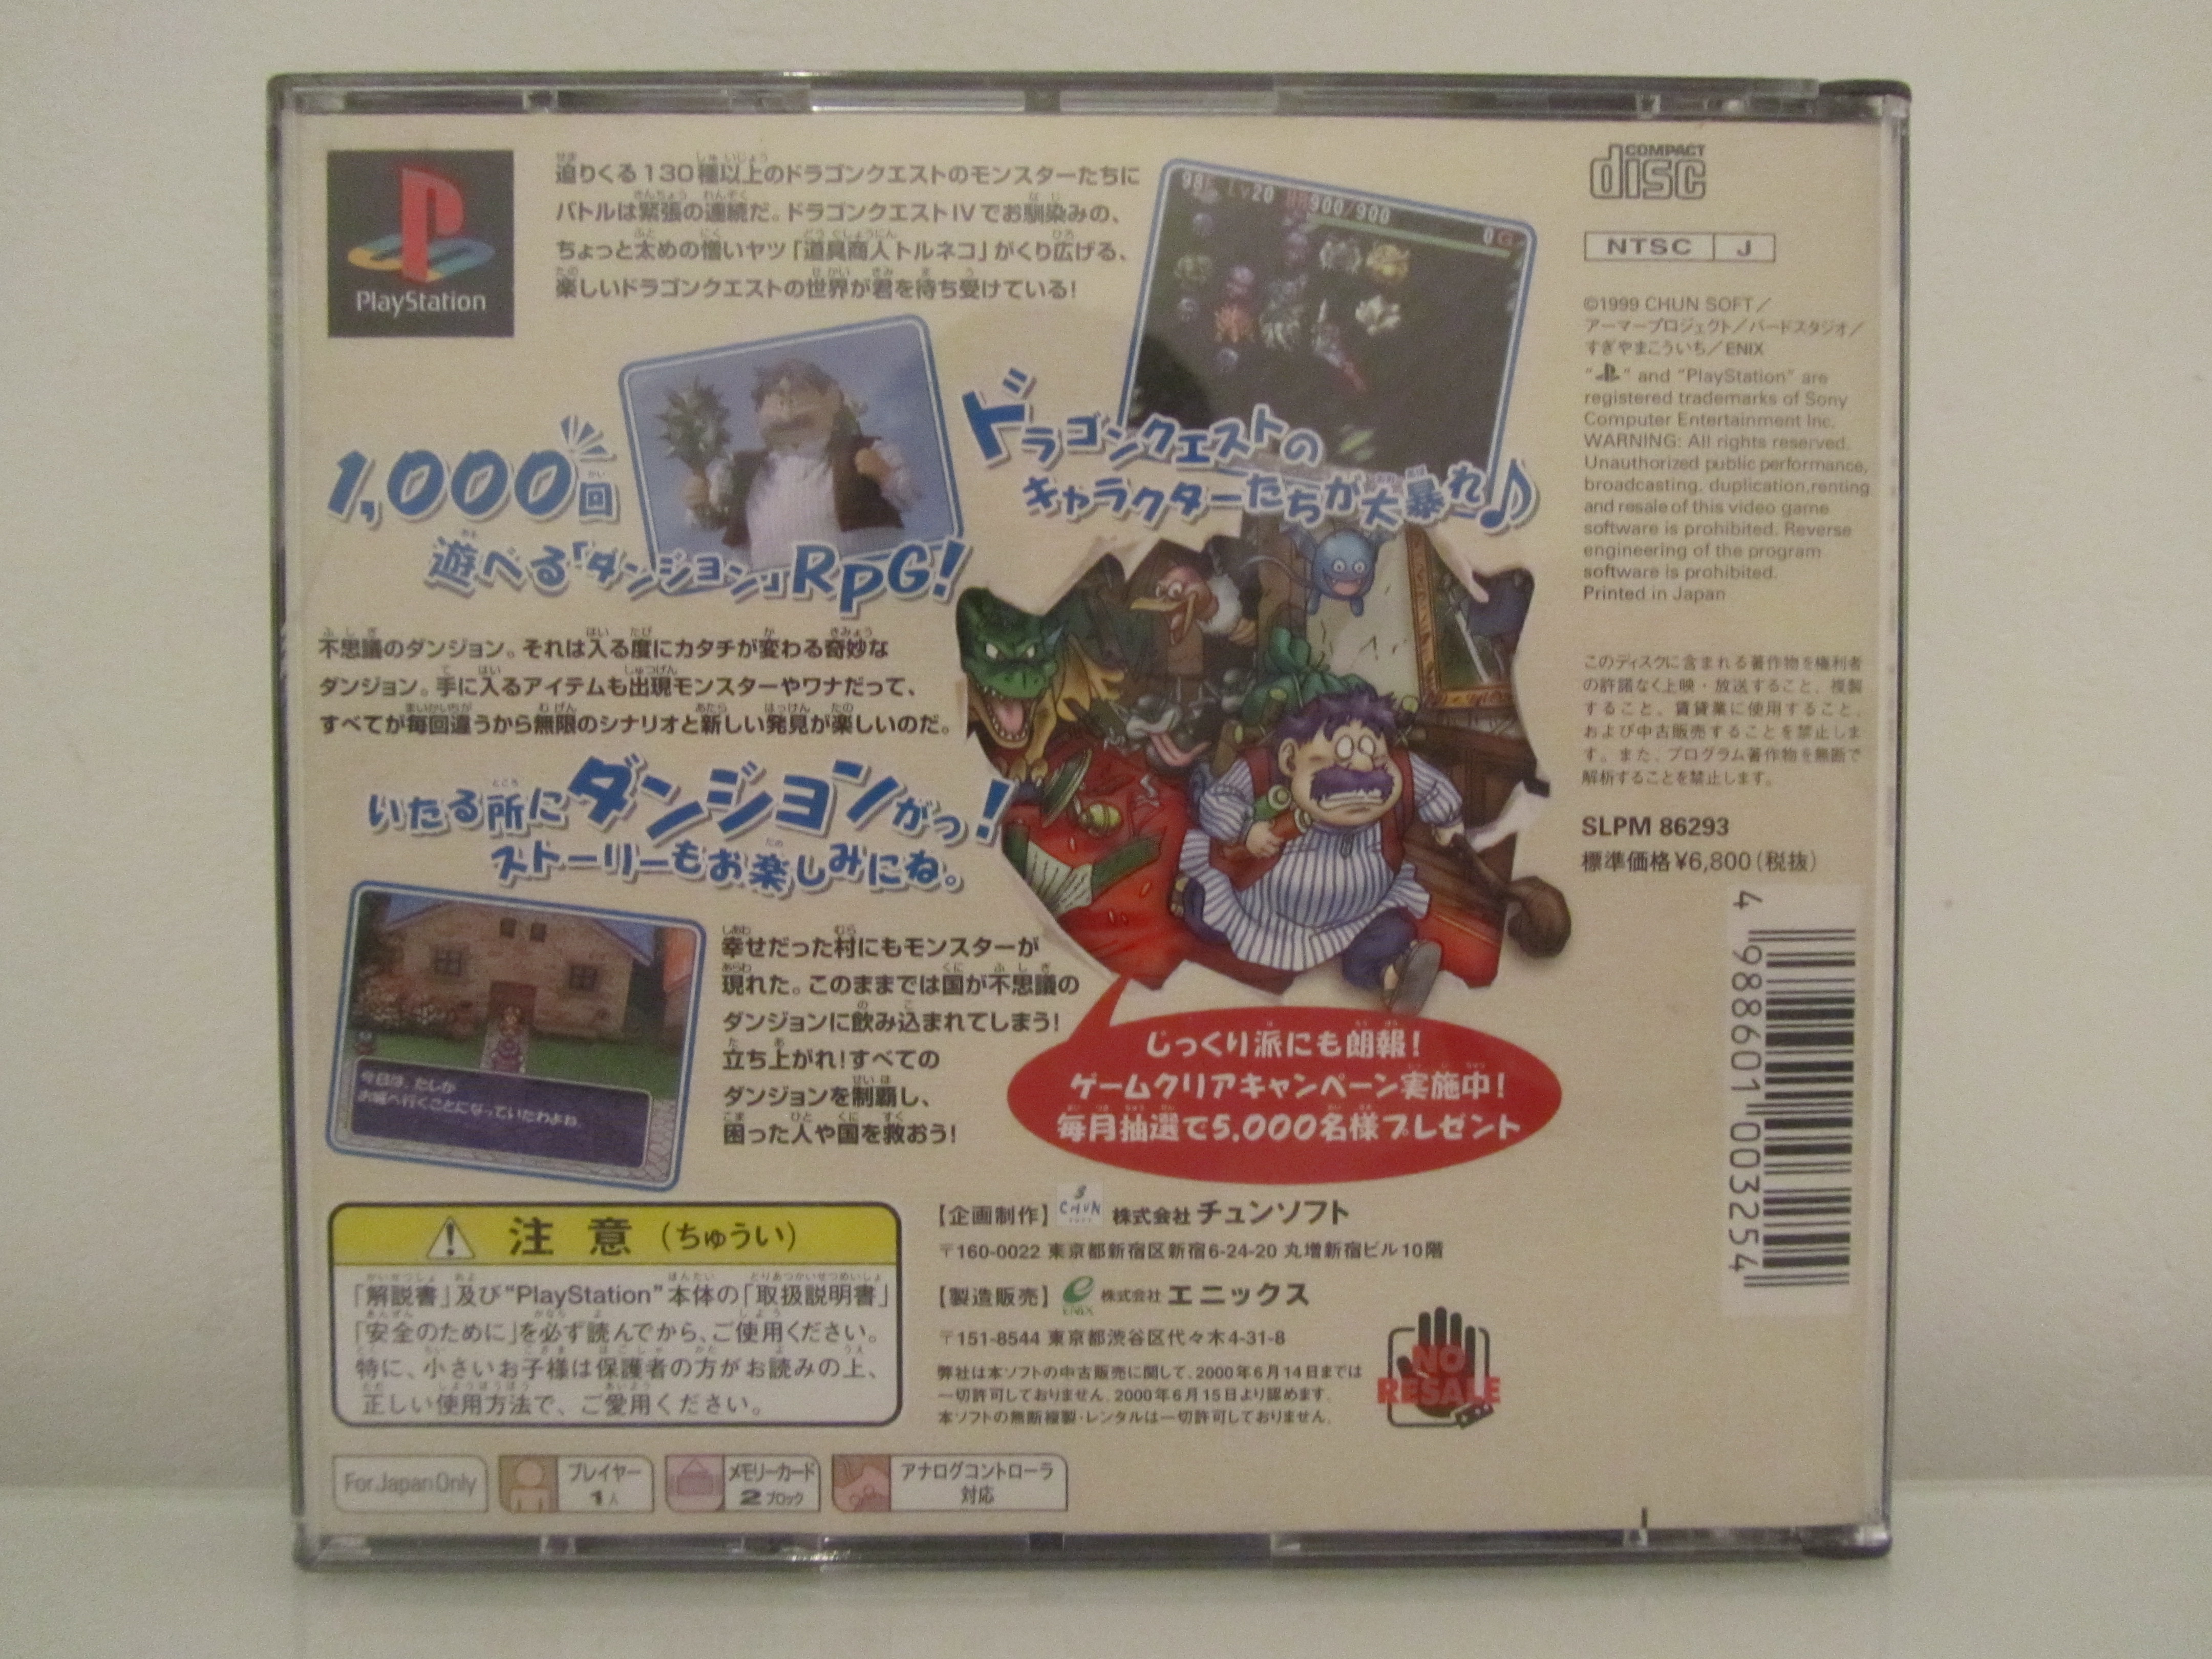 PlayStation
迫りくる130種以上のドラゴンクエストのモンスターたちに
バトルは緊張の連続だ。ドラゴンクエストIVでお馴染みの、
ちょっと太めの憎いヤツ「道具商人トルネコ」がくり広げる、
楽しいドラゴンクエストの世界が君を待ち受けている!
Lv20
900/900
ドラゴンクエストの
キャラクターたちが大暴れ♪
1,000回
遊べる「ダンジョン」RPG!
不思議のダンジョン。それは入る度にカタチが変わる奇妙な
ダンジョン。手に入るアイテムも出現モンスターやワナだって、
すべてが毎回違うから無限のシナリオと新しい発見が楽しいのだ。
いたる所にダンジョンがっ!
ストーリーもお楽しみにね。
今日は、たしか
お城へ行くことになっていたわよね
幸せだった村にもモンスターが
現れた。このままでは国が不思議の
ダンジョンに飲み込まれてしまう!
立ち上がれ!すべての
ダンジョンを制覇し、
困った人や国を救おう!
じっくり派にも朗報!
ゲームクリアキャンペーン実施中!
毎月抽選で5,000名様プレゼント
注意(ちゅうい)
「解説書」及び“PlayStation”本体の「取扱説明書」
「安全のために」を必ず読んでから、ご使用ください。
特に、小さいお子様は保護者の方がお読みの上、
正しい使用方法で、ご愛用ください。
For Japan Only
プレイヤー
1人
メモリーカード
2ブロック
アナログコントローラ
対応
【企画制作】 CHUN 株式会社チュンソフト
〒160-0022 東京都新宿区新宿6-24-20 丸増新宿ビル10階
【製造販売】 ENIX 株式会社エニックス
〒151-8544 東京都渋谷区代々木4-31-8
弊社は本ソフトの中古販売に関して、2000年6月14日までは
一切許可しておりません。2000年6月15日より認めます。
本ソフトの無断複製・レンタルは一切許可しておりません。
NO
RESALE
COMPACT
disc
NTSC J
©1999 CHUN SOFT/
アーマープロジェクト/バードスタジオ/
すぎやまこういち/ENIX
“ ” and “PlayStation” are
registered trademarks of Sony
Computer Entertainment Inc.
WARNING: All rights reserved.
Unauthorized public performance,
broadcasting, duplication,renting
and resale of this video game
software is prohibited. Reverse
engineering of the program
software is prohibited.
Printed in Japan
このディスクに含まれる著作物を権利者
の許諾なく上映・放送すること、複製
すること、賃貸業に使用すること、
および中古販売することを禁止しま
す。また、プログラム著作物を無断で
解析することを禁止します。
SLPM 86293
標準価格¥6,800(税抜)
4 988601 003254